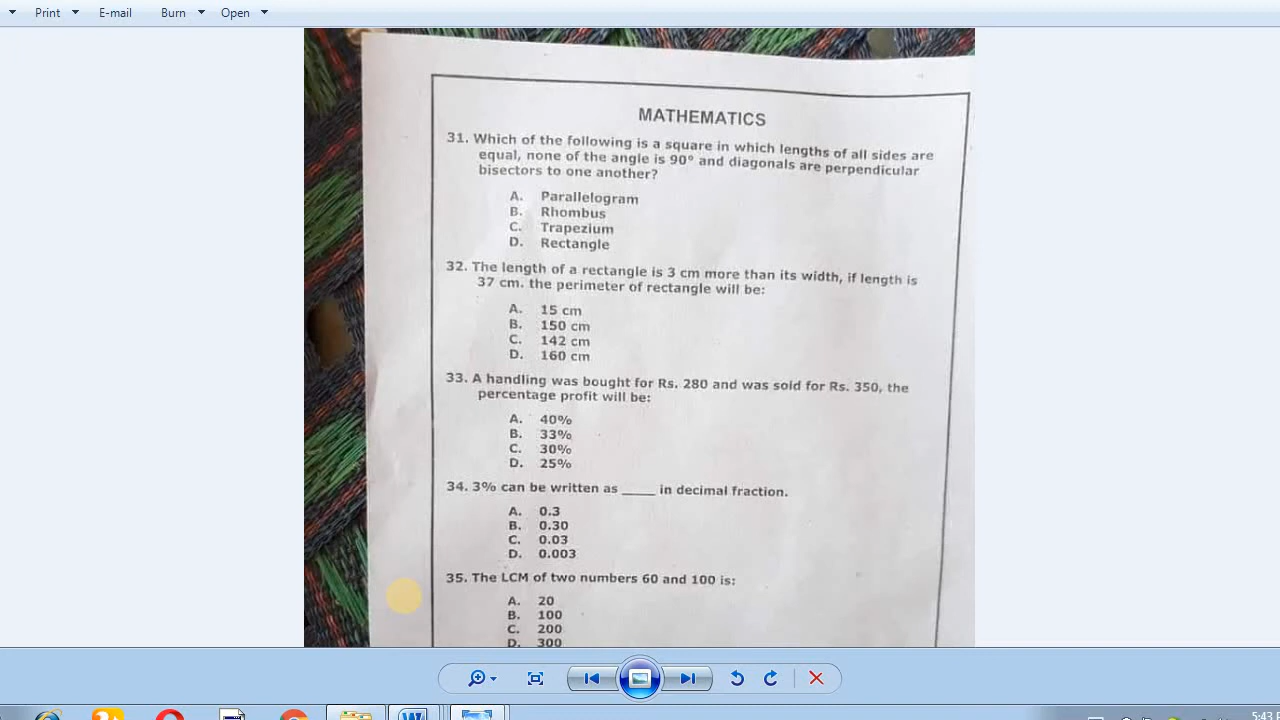 Print E-mail Burn Open
MATHEMATICS
31. Which of the following is a square in which lengths of all sides are
equal, none of the angle is 90° and diagonals are perpendicular
bisectors to one another?
A. Parallelogram
B. Rhombus
C. Trapezium
D. Rectangle
32. The length of a rectangle is 3 cm more than its width, if length is
37 cm. the perimeter of rectangle will be:
A. 15 cm
B. 150 cm
C. 142 cm
D. 160 cm
33. A handling was bought for Rs. 280 and was sold for Rs. 350, the
percentage profit will be:
A. 40%
B. 33%
C. 30%
D. 25%
34. 3% can be written as _____ in decimal fraction.
A. 0.3
B. 0.30
C. 0.03
D. 0.003
35. The LCM of two numbers 60 and 100 is:
A. 20
B. 100
C. 200
D. 300